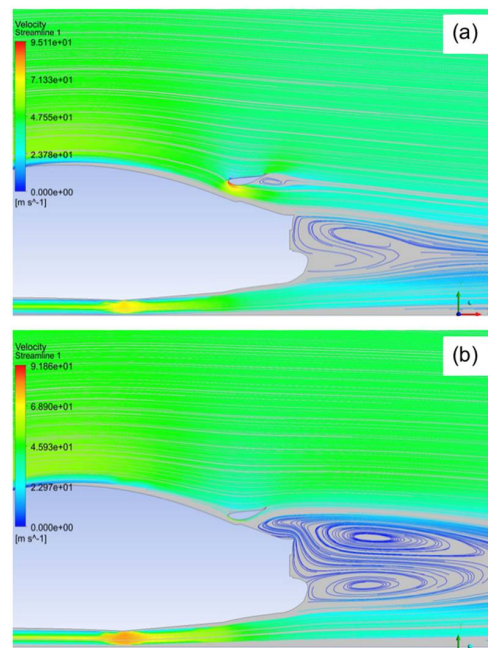 (a)
Velocity
Streamline 1
9.511e+01
7.133e+01
4.755e+01
2.378e+01
0.000e+00
[m s^-1]
(b)
Velocity
Streamline 1
9.186e+01
6.890e+01
4.593e+01
2.297e+01
0.000e+00
[m s^-1]